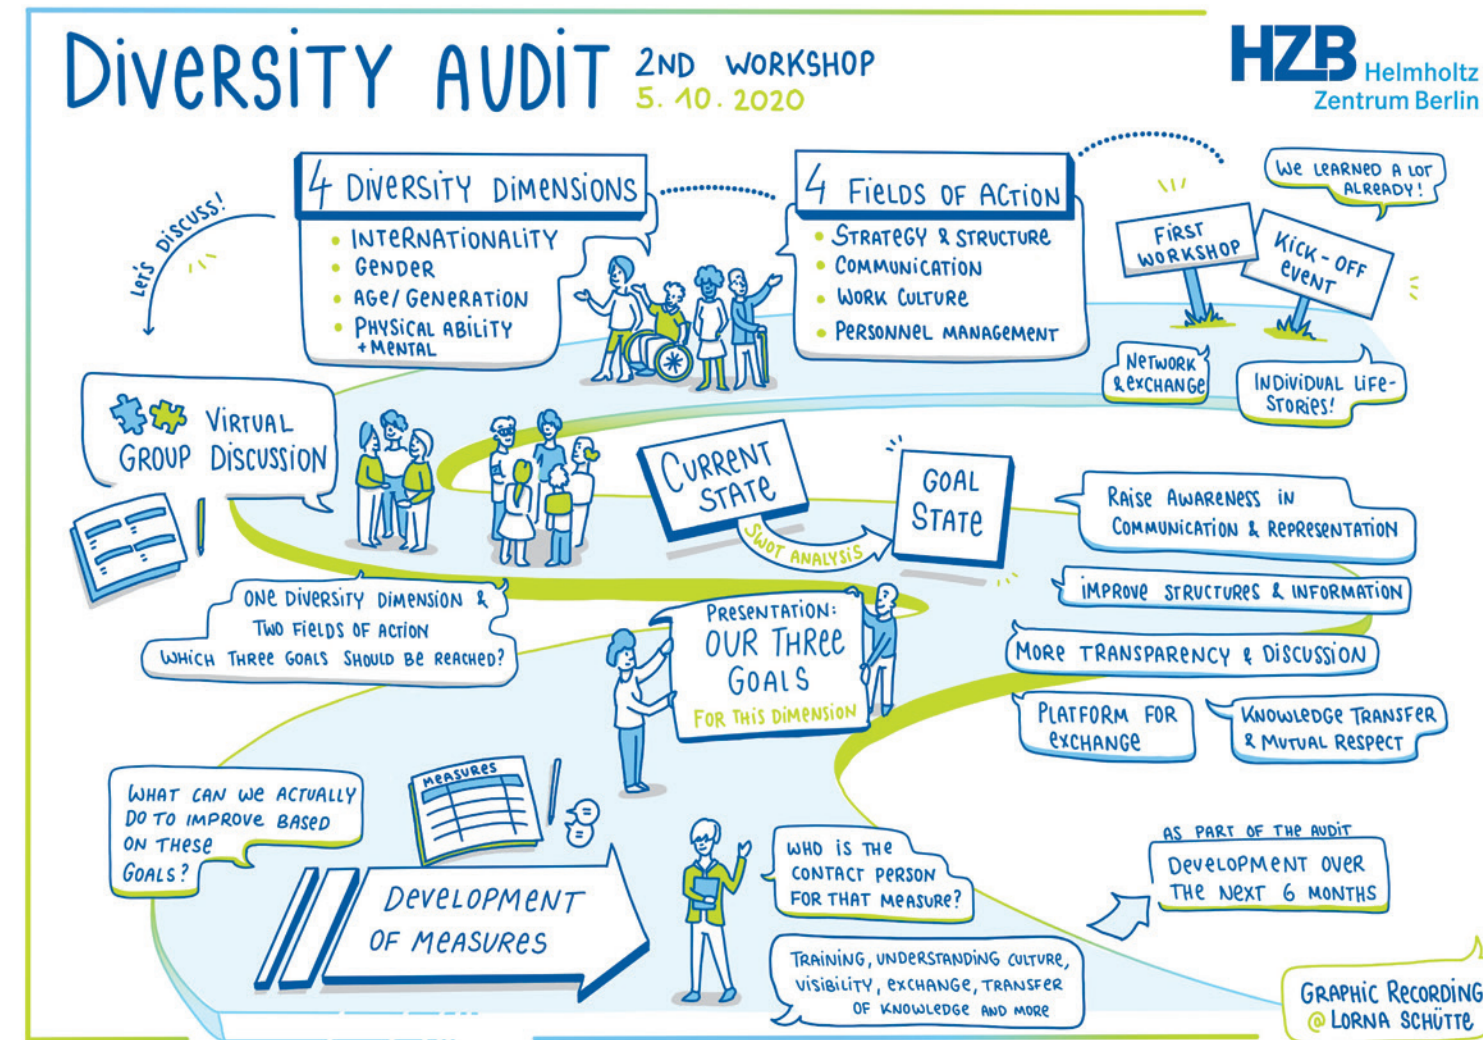 DIVERSITY AUDIT
2ND WORKSHOP
5.10.2020
HZB Helmholtz
Zentrum Berlin
LET'S DISCUSS!
4 DIVERSITY DIMENSIONS
• INTERNATIONALITY
• GENDER
• AGE/GENERATION
• PHYSICAL ABILITY
+ MENTAL
4 FIELDS OF ACTION
• STRATEGY & STRUCTURE
• COMMUNICATION
• WORK CULTURE
• PERSONNEL MANAGEMENT
FIRST
WORKSHOP
KICK-OFF
EVENT
WE LEARNED A LOT
ALREADY!
NETWORK
& EXCHANGE
INDIVIDUAL LIFE-
STORIES!
VIRTUAL
GROUP DISCUSSION
CURRENT
STATE
SWOT ANALYSIS
GOAL
STATE
RAISE AWARENESS IN
COMMUNICATION & REPRESENTATION
IMPROVE STRUCTURES & INFORMATION
MORE TRANSPARENCY & DISCUSSION
PLATFORM FOR
EXCHANGE
KNOWLEDGE TRANSFER
& MUTUAL RESPECT
ONE DIVERSITY DIMENSION &
TWO FIELDS OF ACTION
WHICH THREE GOALS SHOULD BE REACHED?
PRESENTATION:
OUR THREE
GOALS
FOR THIS DIMENSION
WHAT CAN WE ACTUALLY
DO TO IMPROVE BASED
ON THESE
GOALS?
MEASURES
DEVELOPMENT
OF MEASURES
WHO IS THE
CONTACT PERSON
FOR THAT MEASURE?
TRAINING, UNDERSTANDING CULTURE,
VISIBILITY, EXCHANGE, TRANSFER
OF KNOWLEDGE AND MORE
AS PART OF THE AUDIT
DEVELOPMENT OVER
THE NEXT 6 MONTHS
GRAPHIC RECORDING
@ LORNA SCHÜTTE